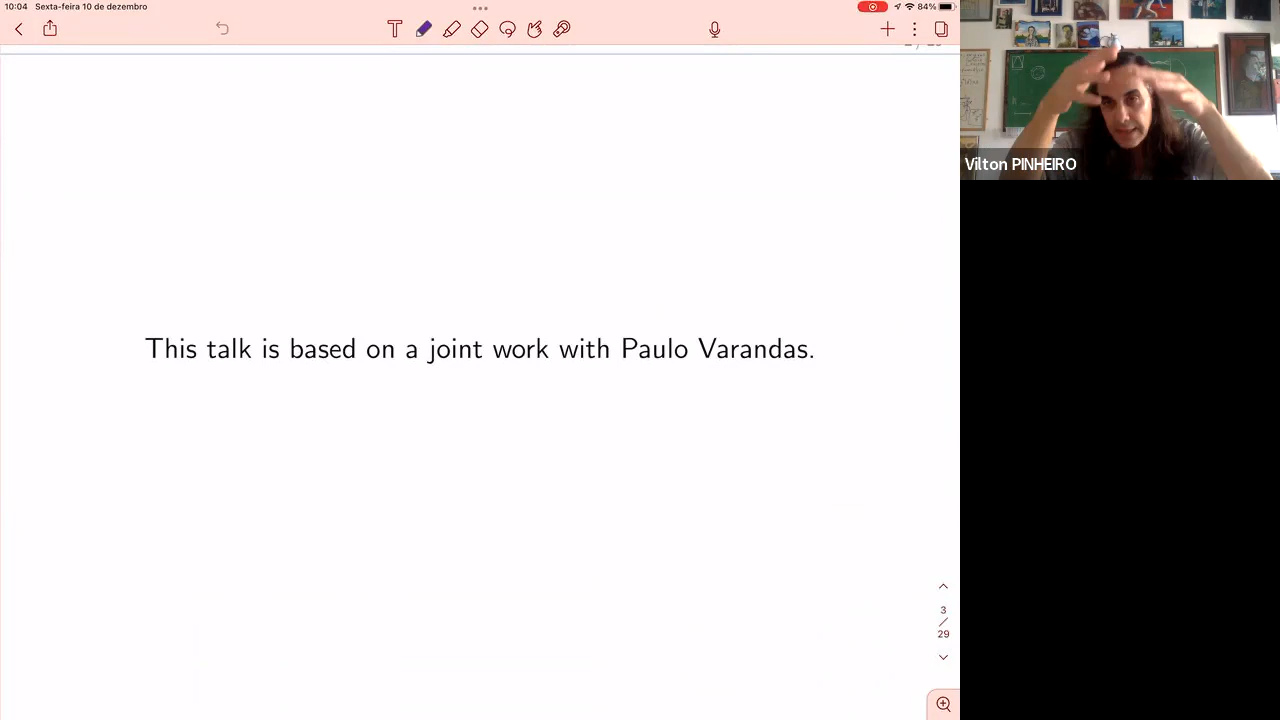 10:04 Sexta-feira 10 de dezembro
84%
This talk is based on a joint work with Paulo Varandas.
3
/
29
Vilton PINHEIRO